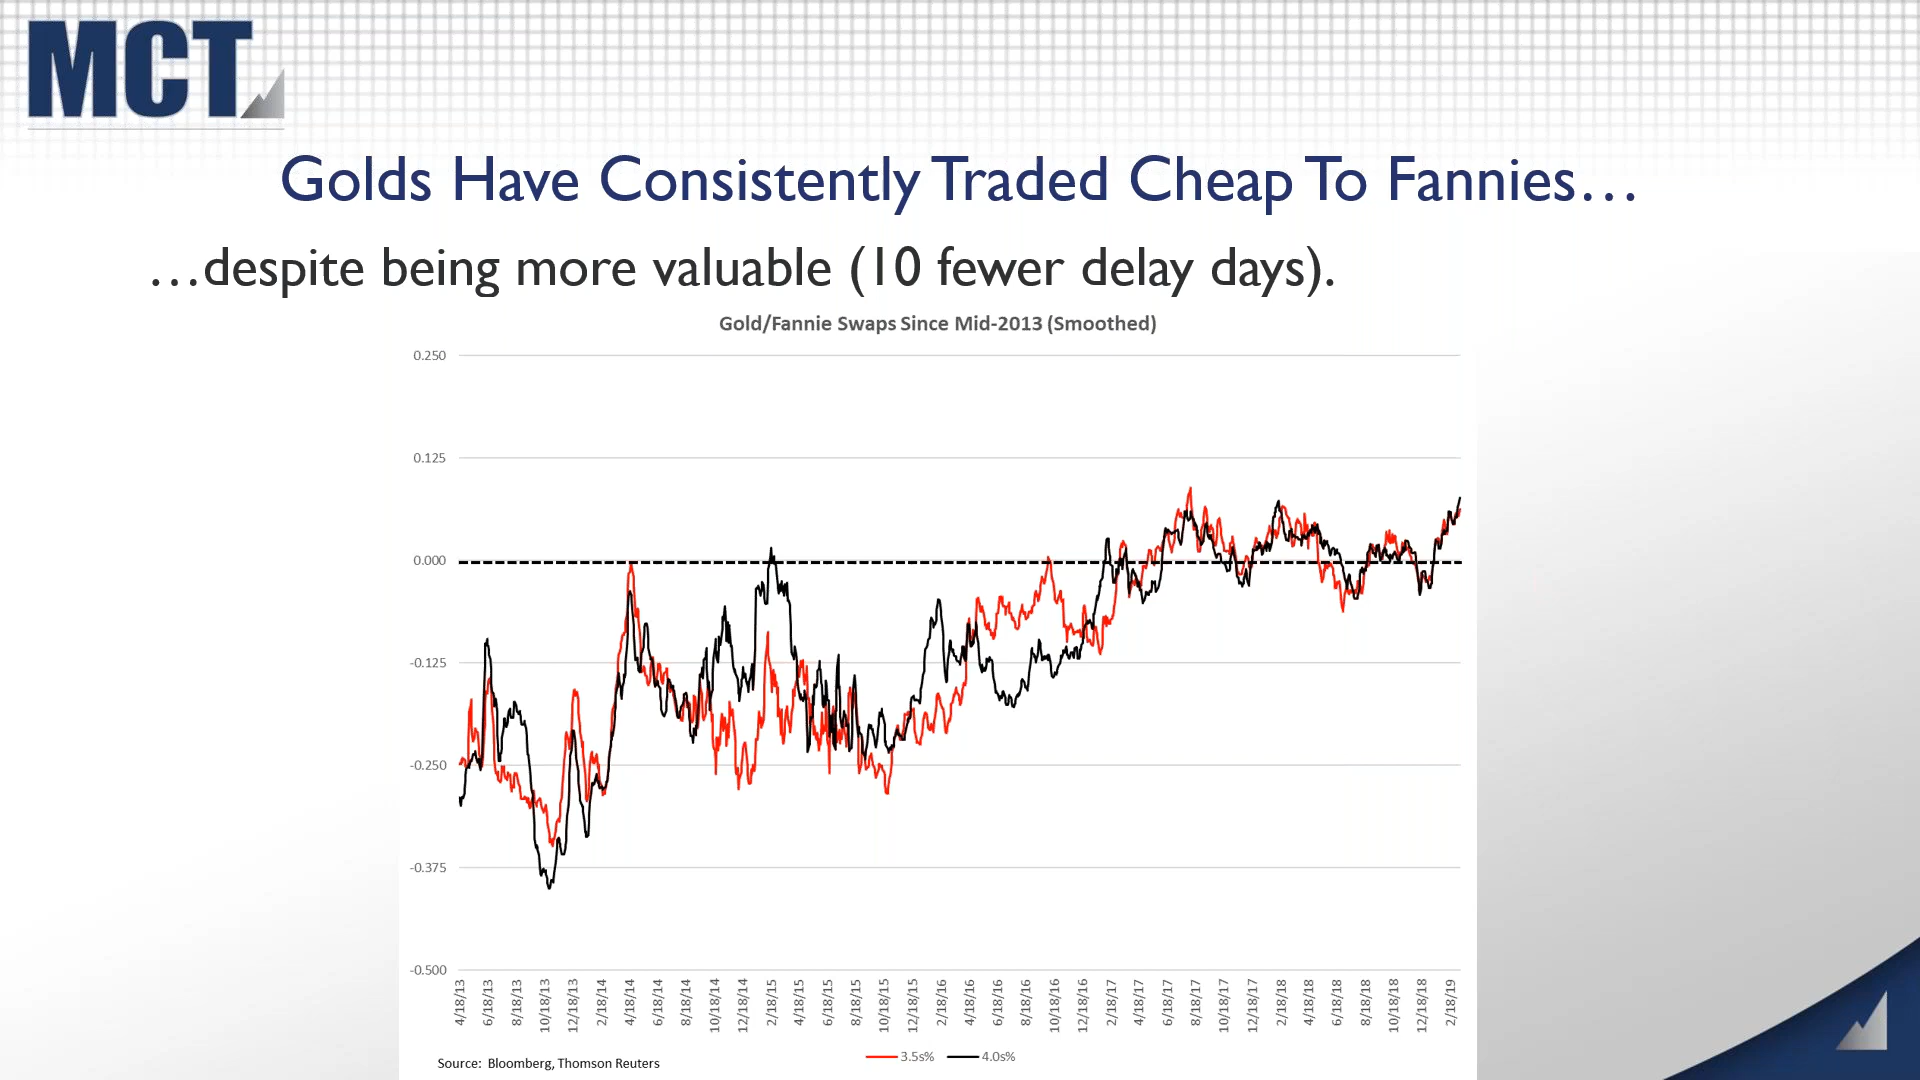 MCT
Golds Have Consistently Traded Cheap To Fannies…
…despite being more valuable (10 fewer delay days).
Gold/Fannie Swaps Since Mid-2013 (Smoothed)
0.250
0.125
0.000
-0.125
-0.250
-0.375
-0.500
4/18/13 6/18/13 8/18/13 10/18/13 12/18/13 2/18/14 4/18/14 6/18/14 8/18/14 10/18/14 12/18/14 2/18/15 4/18/15 6/18/15 8/18/15 10/18/15 12/18/15 2/18/16 4/18/16 6/18/16 8/18/16 10/18/16 12/18/16 2/18/17 4/18/17 6/18/17 8/18/17 10/18/17 12/18/17 2/18/18 4/18/18 6/18/18 8/18/18 10/18/18 12/18/18 2/18/19
3.5s% 4.0s%
Source: Bloomberg, Thomson Reuters